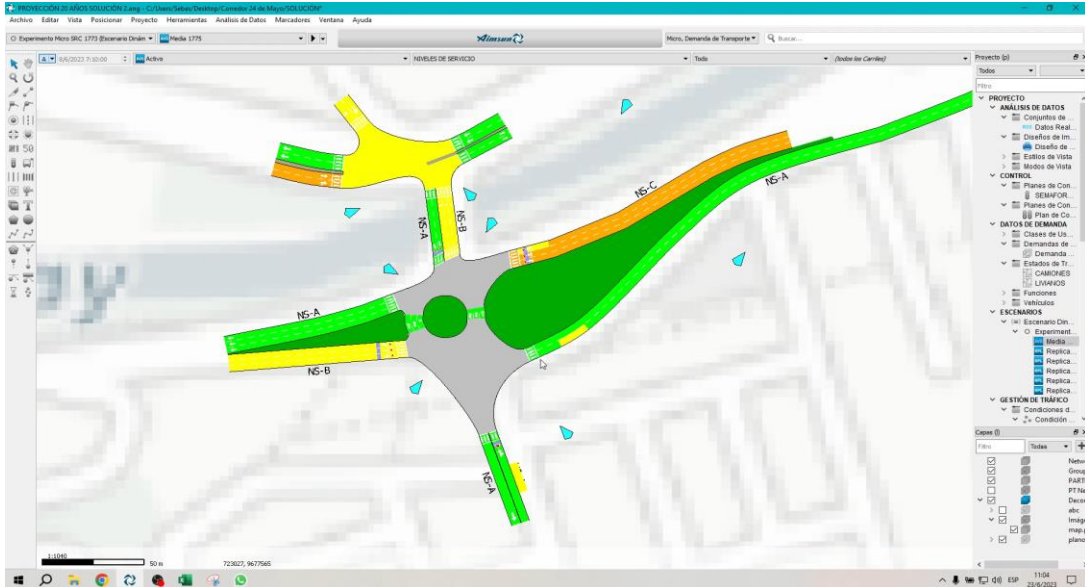 PROYECCIÓN 20 AÑOS SOLUCIÓN 2.ang - C:/Users/Sebas/Desktop/Corredor 24 de Mayo/SOLUCIÓN*
Archivo Editar Vista Posicionar Proyecto Herramientas Análisis de Datos Marcadores Ventana Ayuda
Experimento Micro SRC 1773 (Escenario Dinám
Media 1775
Aimsun
Micro, Demanda de Transporte
Buscar...
6/6/2023 7:10:00
Activo
NIVELES DE SERVICIO
Todo
(todos los Carriles)
Proyecto (p)
Todos
Filtro
PROYECTO
ANÁLISIS DE DATOS
Conjuntos de ...
Datos Real...
Diseños de Im...
Diseño de ...
Estilos de Vista
Modos de Vista
CONTROL
Planes de Con...
SEMAFOR...
Planes de Con...
Plan de Co...
DATOS DE DEMANDA
Clases de Us...
Demandas de ...
Demanda ...
Estados de Tr...
CAMIONES
LIVIANOS
Funciones
Vehículos
ESCENARIOS
Escenario Din...
Experiment...
Media ...
Replica...
Replica...
Replica...
Replica...
Replica...
GESTIÓN DE TRÁFICO
Condiciones d...
Condición ...
Capas (l)
Filtro
Todas
Netw
Group
PART
PT Ne
Decor
abc
Imág
map.
plano
NS-C
NS-A
NS-A
NS-B
NS-A
NS-B
NS-A
1:1040
50 m
723027, 9677565
ESP
11:04
23/6/2023